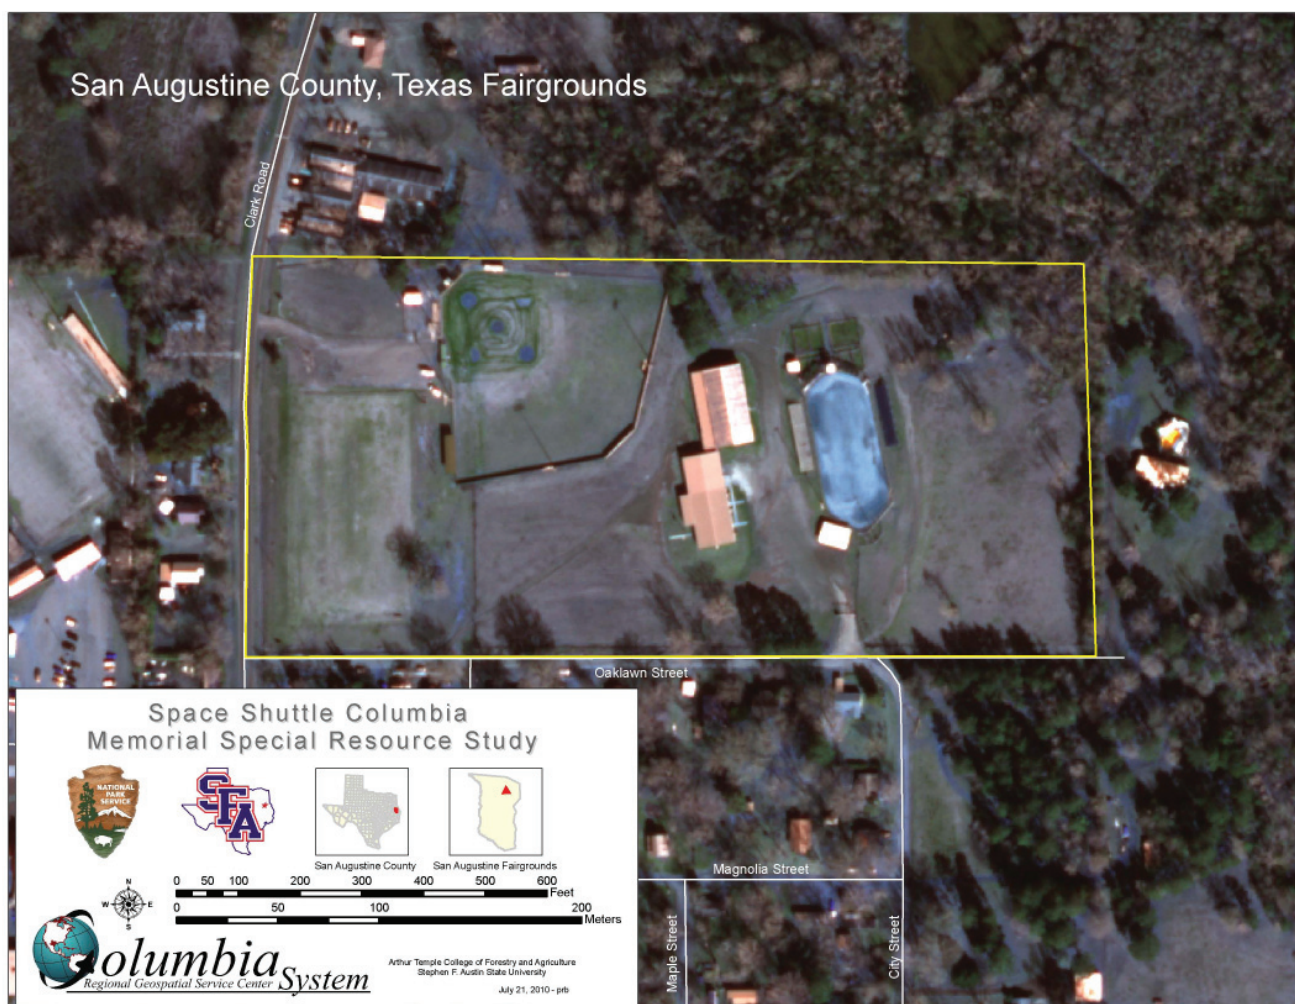 San Augustine County, Texas Fairgrounds
Clark Road
Oaklawn Street
Space Shuttle Columbia
Memorial Special Resource Study
NATIONAL
PARK
SERVICE
SFA
San Augustine County
San Augustine Fairgrounds
0 50 100 200 300 400 500 600
Feet
0 50 100 200
Meters
N
W E
S
Columbia System
Regional Geospatial Service Center
Arthur Temple College of Forestry and Agriculture
Stephen F. Austin State University
July 21, 2010 - prb
Magnolia Street
Maple Street
City Street